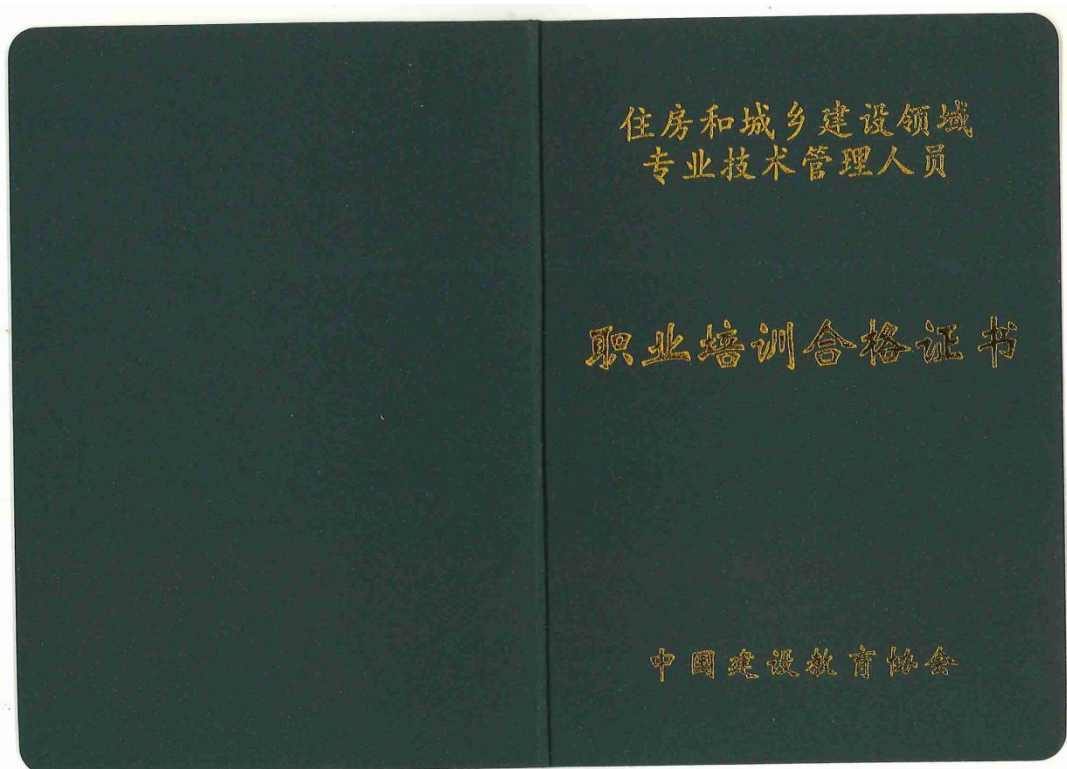 住房和城乡建设领域
专业技术管理人员
职业培训合格证书
中国建设教育协会